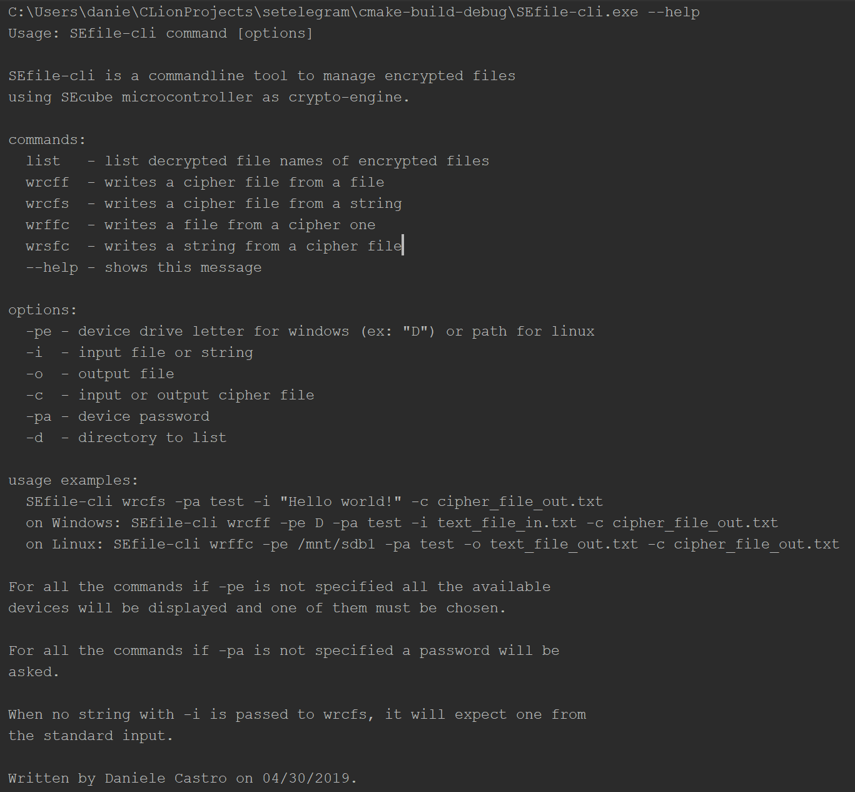 C:\Users\danie\CLionProjects\setelegram\cmake-build-debug\SEfile-cli.exe --help
Usage: SEfile-cli command [options]
SEfile-cli is a commandline tool to manage encrypted files
using SEcube microcontroller as crypto-engine.
commands:
list - list decrypted file names of encrypted files
wrcff - writes a cipher file from a file
wrcfs - writes a cipher file from a string
wrffc - writes a file from a cipher one
wrsfc - writes a string from a cipher file
--help - shows this message
options:
-pe - device drive letter for windows (ex: "D") or path for linux
-i - input file or string
-o - output file
-c - input or output cipher file
-pa - device password
-d - directory to list
usage examples:
SEfile-cli wrcfs -pa test -i "Hello world!" -c cipher_file_out.txt
on Windows: SEfile-cli wrcff -pe D -pa test -i text_file_in.txt -c cipher_file_out.txt
on Linux: SEfile-cli wrffc -pe /mnt/sdb1 -pa test -o text_file_out.txt -c cipher_file_out.txt
For all the commands if -pe is not specified all the available
devices will be displayed and one of them must be chosen.
For all the commands if -pa is not specified a password will be
asked.
When no string with -i is passed to wrcfs, it will expect one from
the standard input.
Written by Daniele Castro on 04/30/2019.